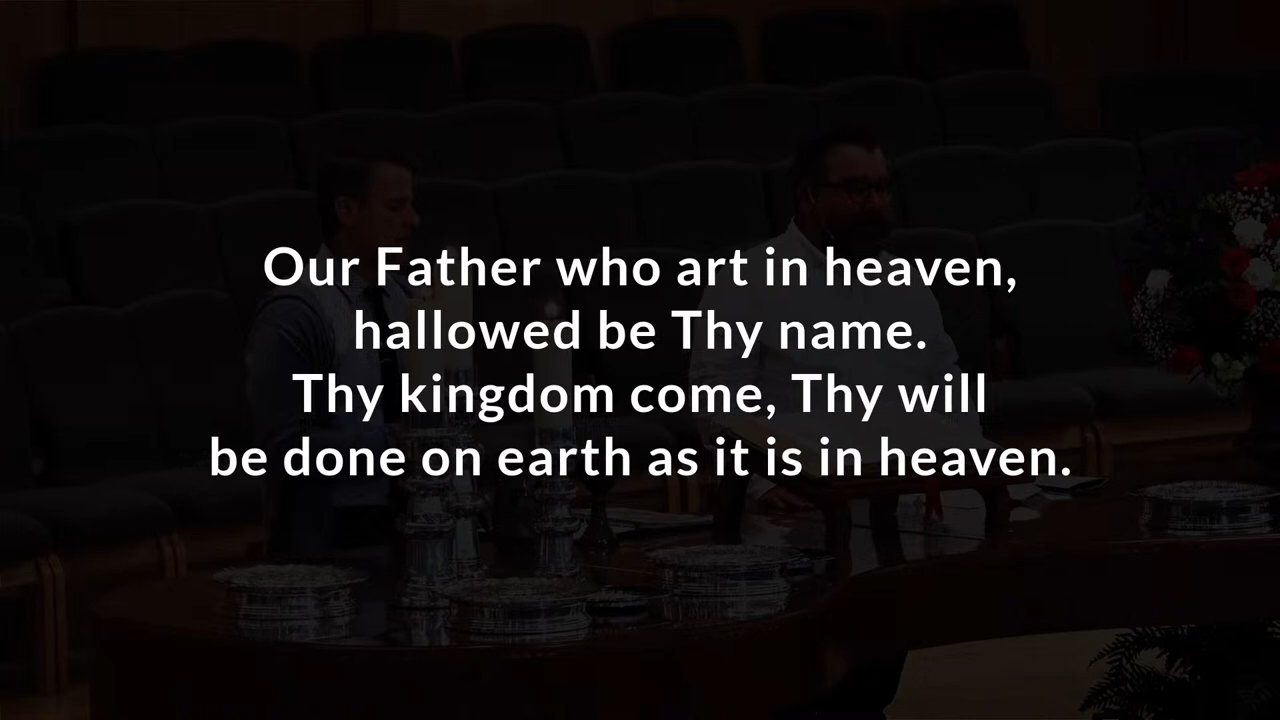 Our Father who art in heaven,
hallowed be Thy name.
Thy kingdom come, Thy will
be done on earth as it is in heaven.